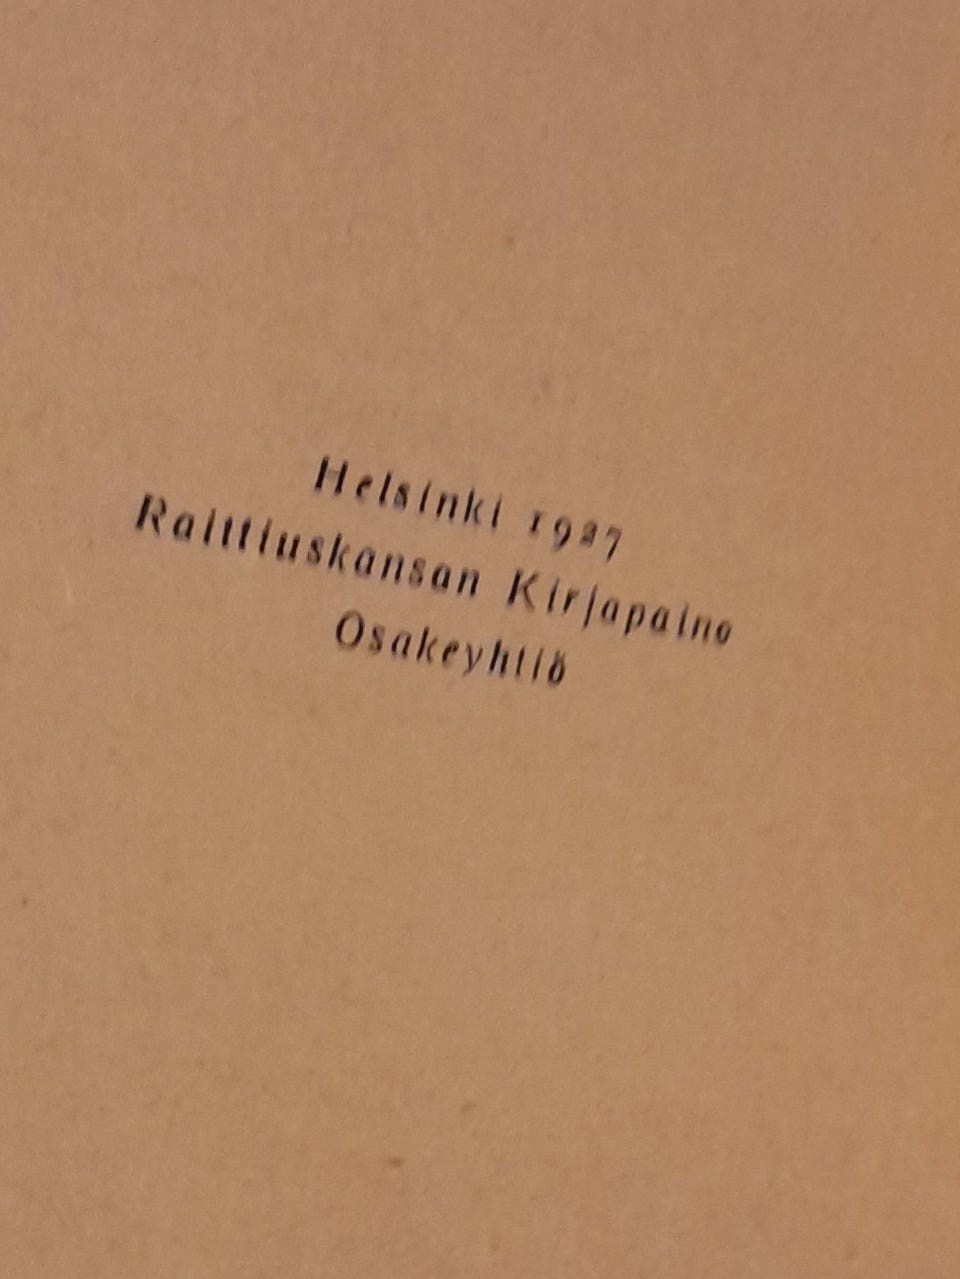 Helsinki 1927
Raittiuskansan Kirjapaino
Osakeyhtiö